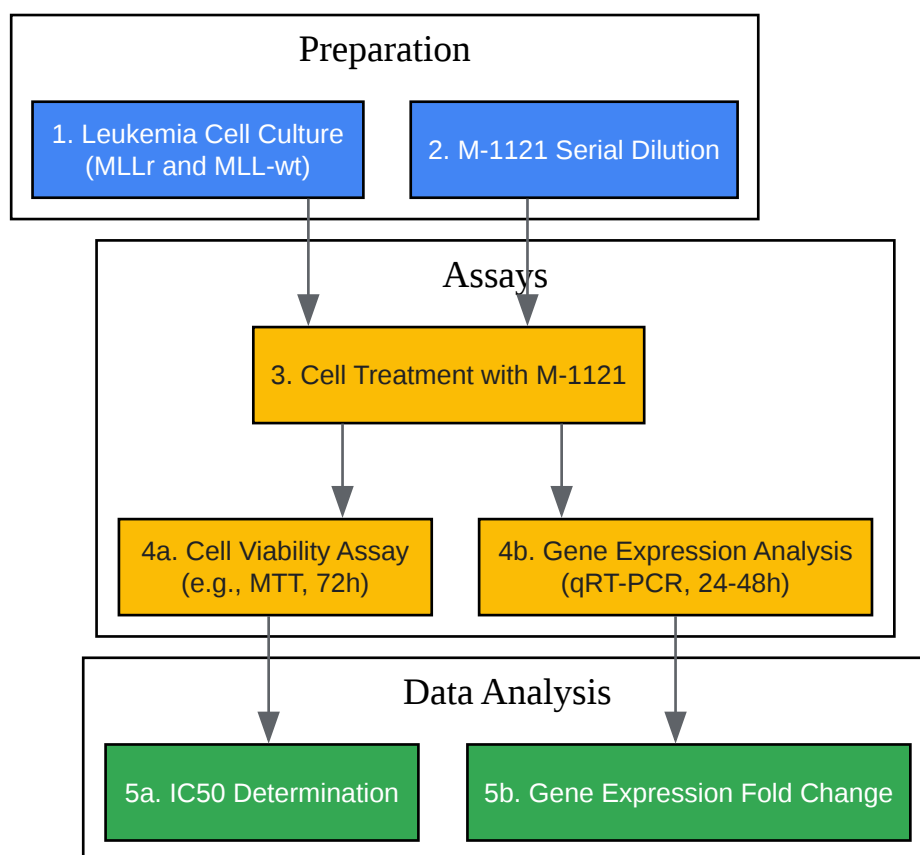 Preparation
1. Leukemia Cell Culture
(MLLr and MLL-wt)
2. M-1121 Serial Dilution
Assays
3. Cell Treatment with M-1121
4a. Cell Viability Assay
(e.g., MTT, 72h)
4b. Gene Expression Analysis
(qRT-PCR, 24-48h)
Data Analysis
5a. IC50 Determination
5b. Gene Expression Fold Change